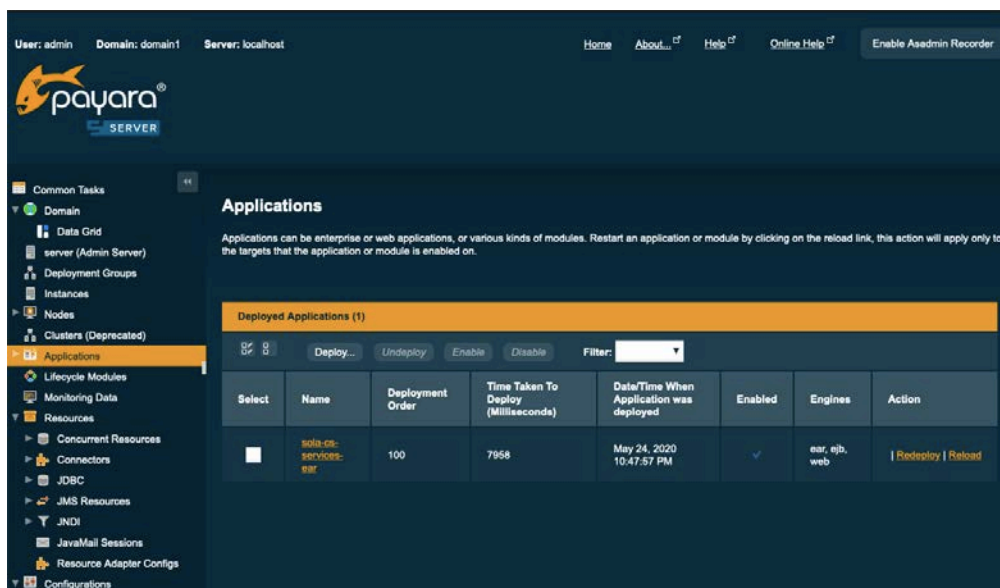 User: admin Domain: domain1 Server: localhost Home About... Help Online Help Enable Asadmin Recorder
payara®
SERVER
Common Tasks
Domain
Data Grid
server (Admin Server)
Deployment Groups
Instances
Nodes
Clusters (Deprecated)
Applications
Lifecycle Modules
Monitoring Data
Resources
Concurrent Resources
Connectors
JDBC
JMS Resources
JNDI
JavaMail Sessions
Resource Adapter Configs
Configurations
Applications
Applications can be enterprise or web applications, or various kinds of modules. Restart an application or module by clicking on the reload link, this action will apply only to
the targets that the application or module is enabled on.
Deployed Applications (1)
Deploy... Undeploy Enable Disable Filter:
Select Name Deployment Order Time Taken To Deploy (Milliseconds) Date/Time When Application was deployed Enabled Engines Action
sola-cs-services-ear 100 7958 May 24, 2020 10:47:57 PM ear, ejb, web | Redeploy | Reload